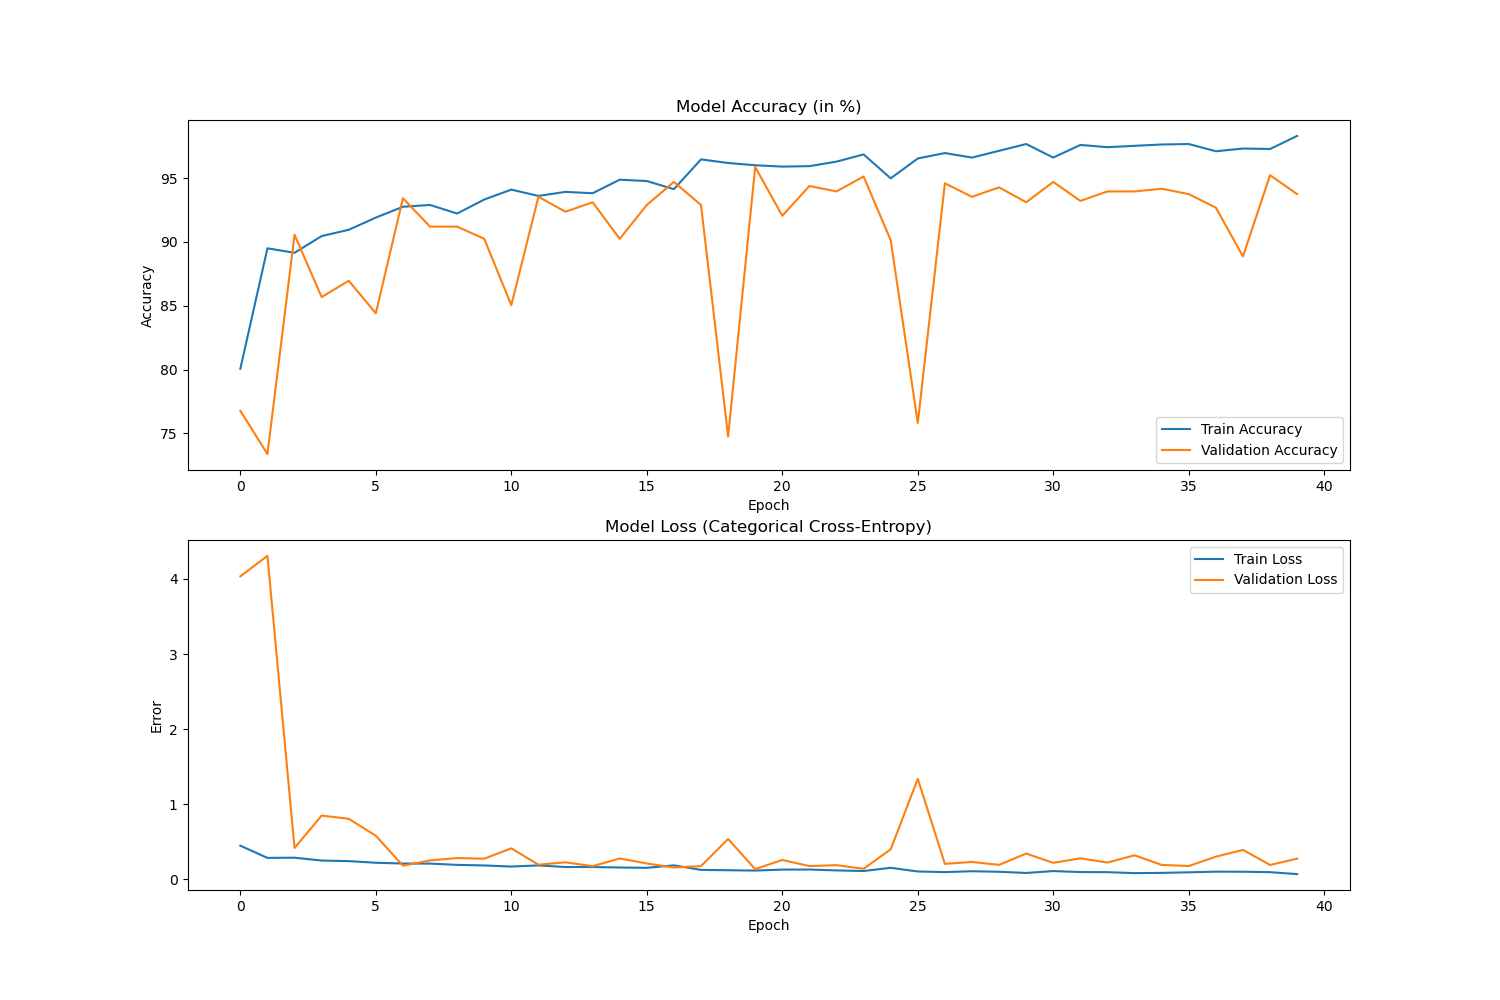 Model Accuracy (in %)
Accuracy
95
90
85
80
75
Train Accuracy
Validation Accuracy
0 5 10 15 20 25 30 35 40
Epoch
Model Loss (Categorical Cross-Entropy)
Error
4
3
2
1
0
Train Loss
Validation Loss
0 5 10 15 20 25 30 35 40
Epoch